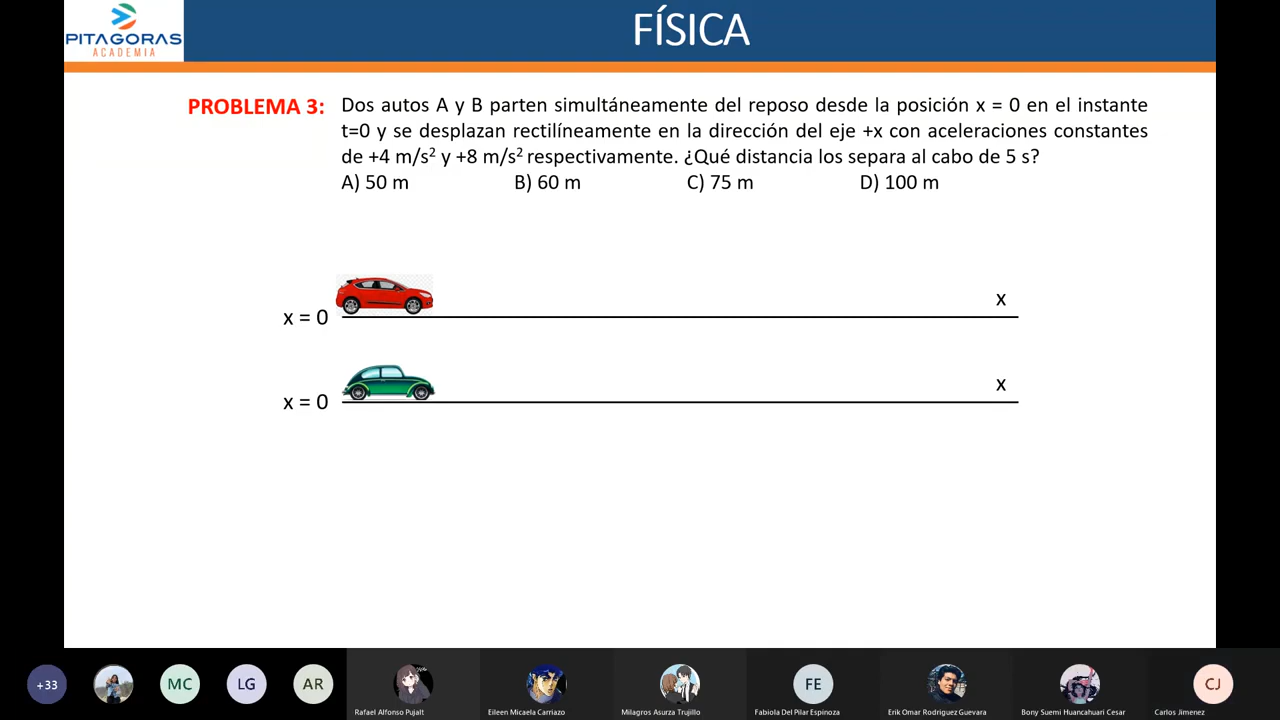 PITAGORAS
ACADEMIA
FÍSICA
PROBLEMA 3: Dos autos A y B parten simultáneamente del reposo desde la posición x = 0 en el instante
t=0 y se desplazan rectilíneamente en la dirección del eje +x con aceleraciones constantes
de +4 m/s² y +8 m/s² respectivamente. ¿Qué distancia los separa al cabo de 5 s?
A) 50 m B) 60 m C) 75 m D) 100 m
x
x = 0
x
x = 0
+33 MC LG AR FE CJ
Rafael Alfonso Pujalt Eileen Micaela Carriazo Milagros Asurza Trujillo Fabiola Del Pilar Espinoza Erik Omar Rodriguez Guevara Bony Suemi Huancahuari Cesar Carlos Jimenez